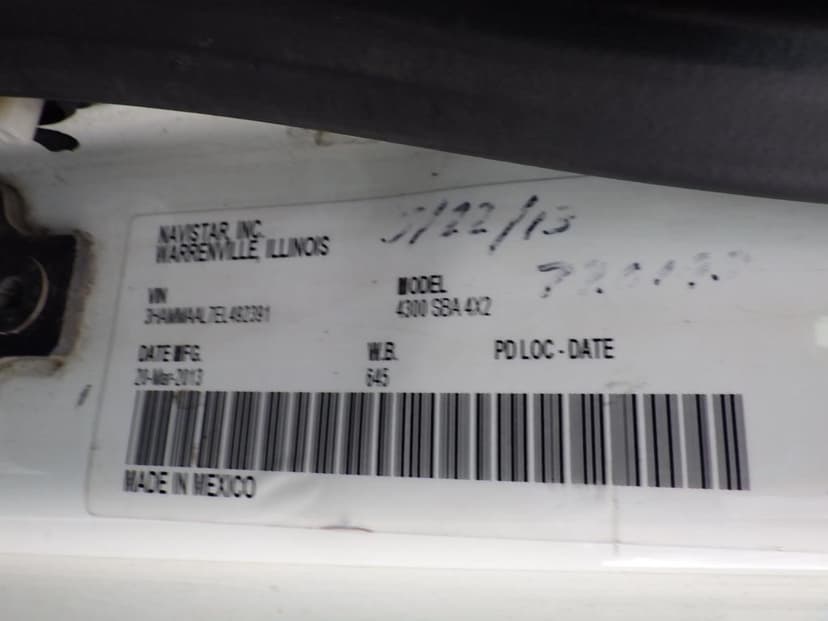 NAVISTAR, INC.
WARRENVILLE, ILLINOIS
VIN
MODEL
4300 SBA 4X2
DATE MFG.
W.B.
PD LOC - DATE
20-Mar-2013
645
MADE IN MEXICO